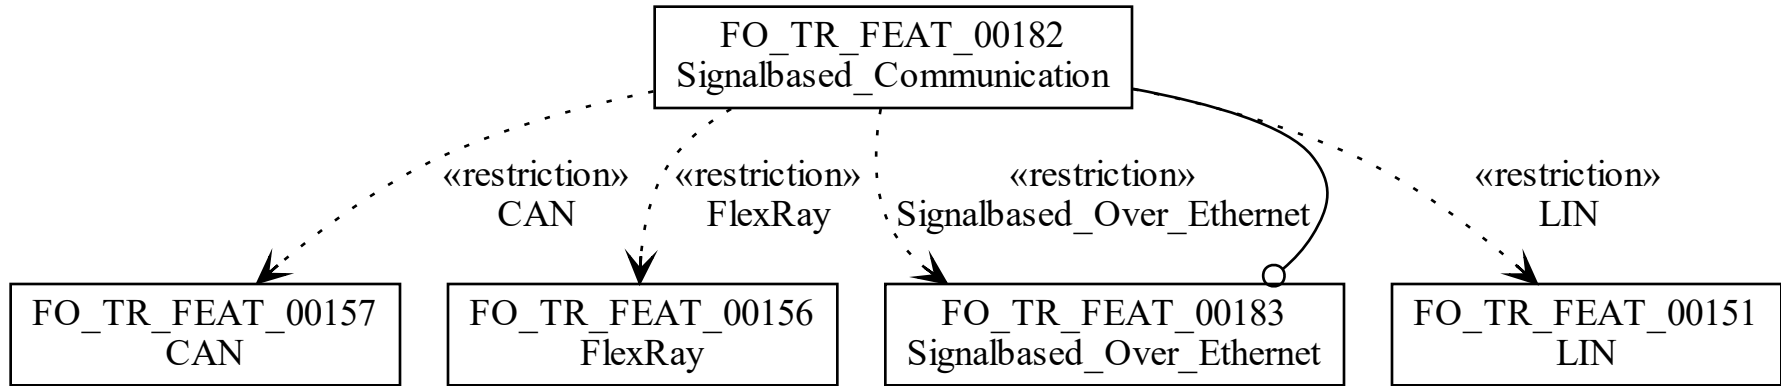 FO_TR_FEAT_00182
Signalbased_Communication
«restriction»
CAN
«restriction»
FlexRay
«restriction»
Signalbased_Over_Ethernet
«restriction»
LIN
FO_TR_FEAT_00157
CAN
FO_TR_FEAT_00156
FlexRay
FO_TR_FEAT_00183
Signalbased_Over_Ethernet
FO_TR_FEAT_00151
LIN